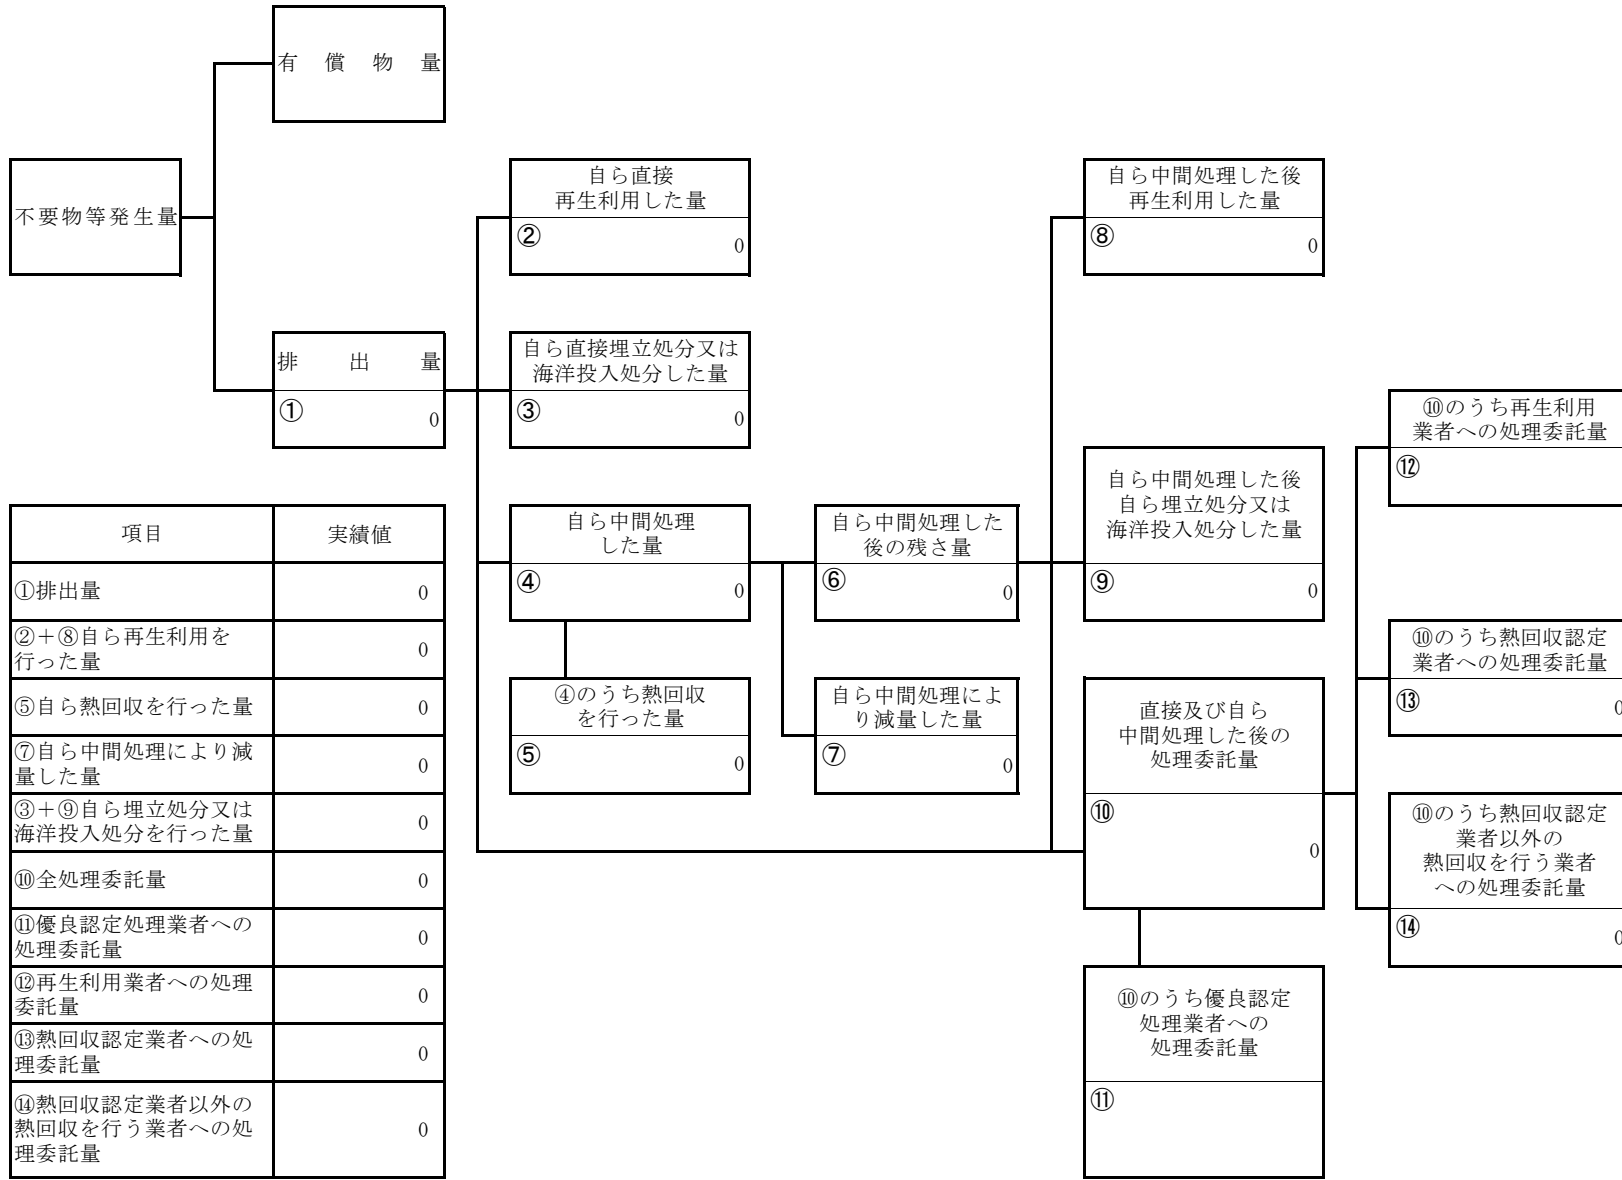 有償物量
不要物等発生量
自ら直接
再生利用した量
②
0
自ら中間処理した後
再生利用した量
⑧
0
排出量
①
0
自ら直接埋立処分又は
海洋投入処分した量
③
0
⑩のうち再生利用
業者への処理委託量
⑫
自ら中間処理
した量
④
0
自ら中間処理した
後の残さ量
⑥
0
自ら中間処理した後
自ら埋立処分又は
海洋投入処分した量
⑨
0
⑩のうち熱回収認定
業者への処理委託量
⑬
0
④のうち熱回収
を行った量
⑤
0
自ら中間処理によ
り減量した量
⑦
0
直接及び自ら
中間処理した後の
処理委託量
⑩
0
⑩のうち熱回収認定
業者以外の
熱回収を行う業者
への処理委託量
⑭
0
⑩のうち優良認定
処理業者への
処理委託量
⑪
項目 実績値
①排出量 0
②＋⑧自ら再生利用を
行った量 0
⑤自ら熱回収を行った量 0
⑦自ら中間処理により減
量した量 0
③＋⑨自ら埋立処分又は
海洋投入処分を行った量 0
⑩全処理委託量 0
⑪優良認定処理業者への
処理委託量 0
⑫再生利用業者への処理
委託量 0
⑬熱回収認定業者への処
理委託量 0
⑭熱回収認定業者以外の
熱回収を行う業者への処
理委託量 0